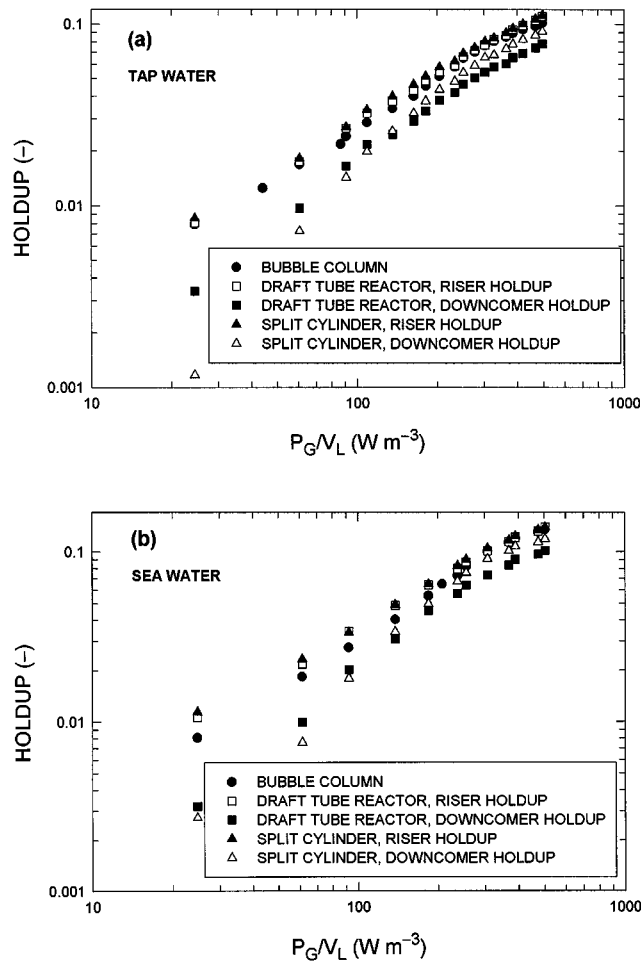 (a)
TAP WATER
HOLDUP (−)
0.1
0.01
0.001
BUBBLE COLUMN
DRAFT TUBE REACTOR, RISER HOLDUP
DRAFT TUBE REACTOR, DOWNCOMER HOLDUP
SPLIT CYLINDER, RISER HOLDUP
SPLIT CYLINDER, DOWNCOMER HOLDUP
10 100 1000
P_G/V_L (W m⁻³)
(b)
SEA WATER
HOLDUP (−)
0.1
0.01
0.001
BUBBLE COLUMN
DRAFT TUBE REACTOR, RISER HOLDUP
DRAFT TUBE REACTOR, DOWNCOMER HOLDUP
SPLIT CYLINDER, RISER HOLDUP
SPLIT CYLINDER, DOWNCOMER HOLDUP
10 100 1000
P_G/V_L (W m⁻³)